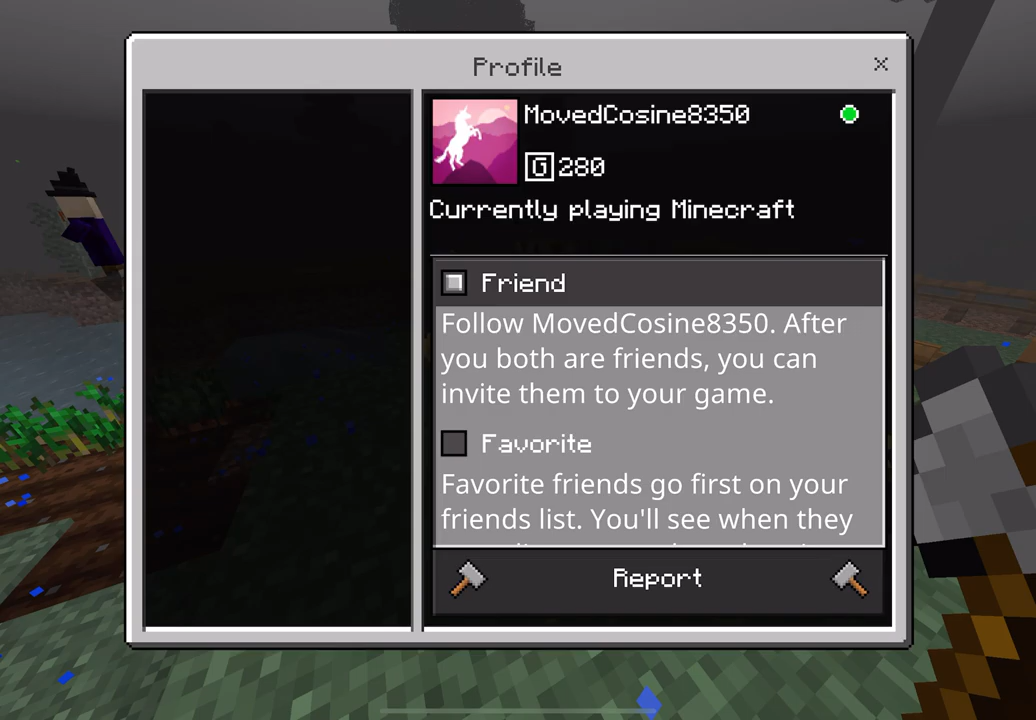 Profile
MovedCosine8350
G 280
Currently playing Minecraft
Friend
Follow MovedCosine8350. After
you both are friends, you can
invite them to your game.
Favorite
Favorite friends go first on your
friends list. You'll see when they
Report